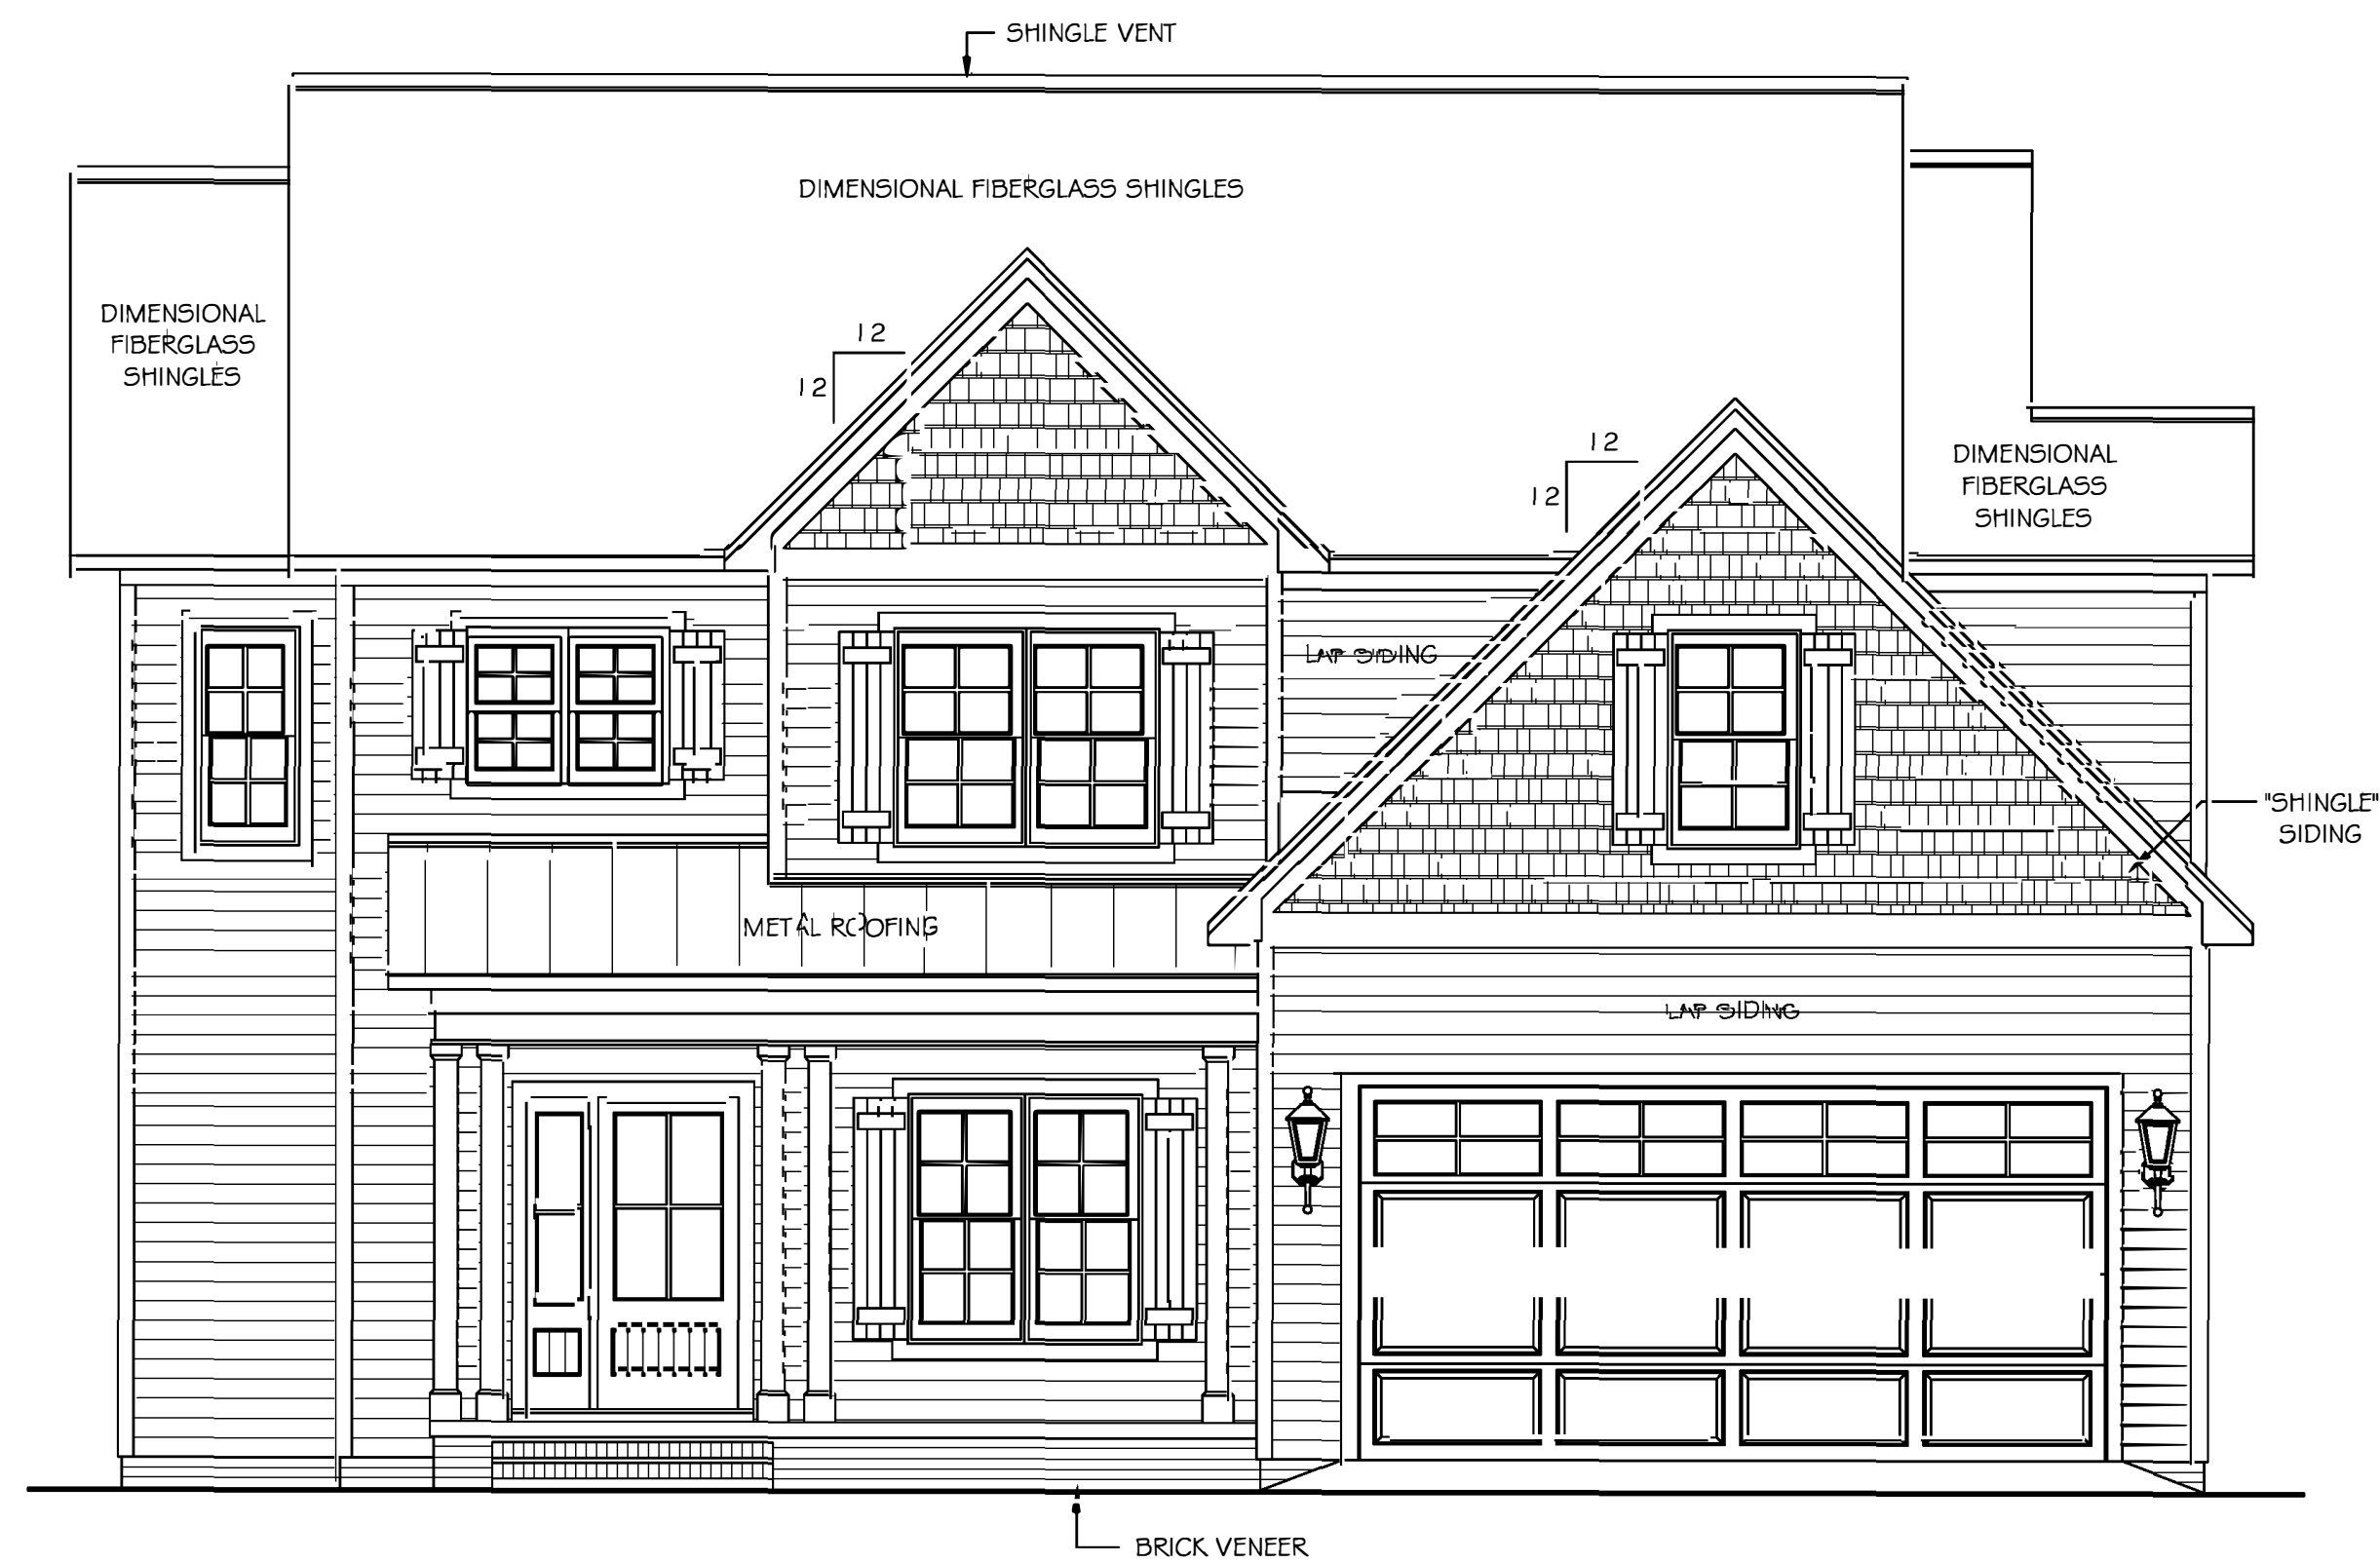 SHINGLE VENT
DIMENSIONAL FIBERGLASS SHINGLES
DIMENSIONAL
FIBERGLASS
SHINGLES
12
12
12
12
DIMENSIONAL
FIBERGLASS
SHINGLES
LAP SIDING
"SHINGLE"
SIDING
METAL ROOFING
LAP SIDING
BRICK VENEER